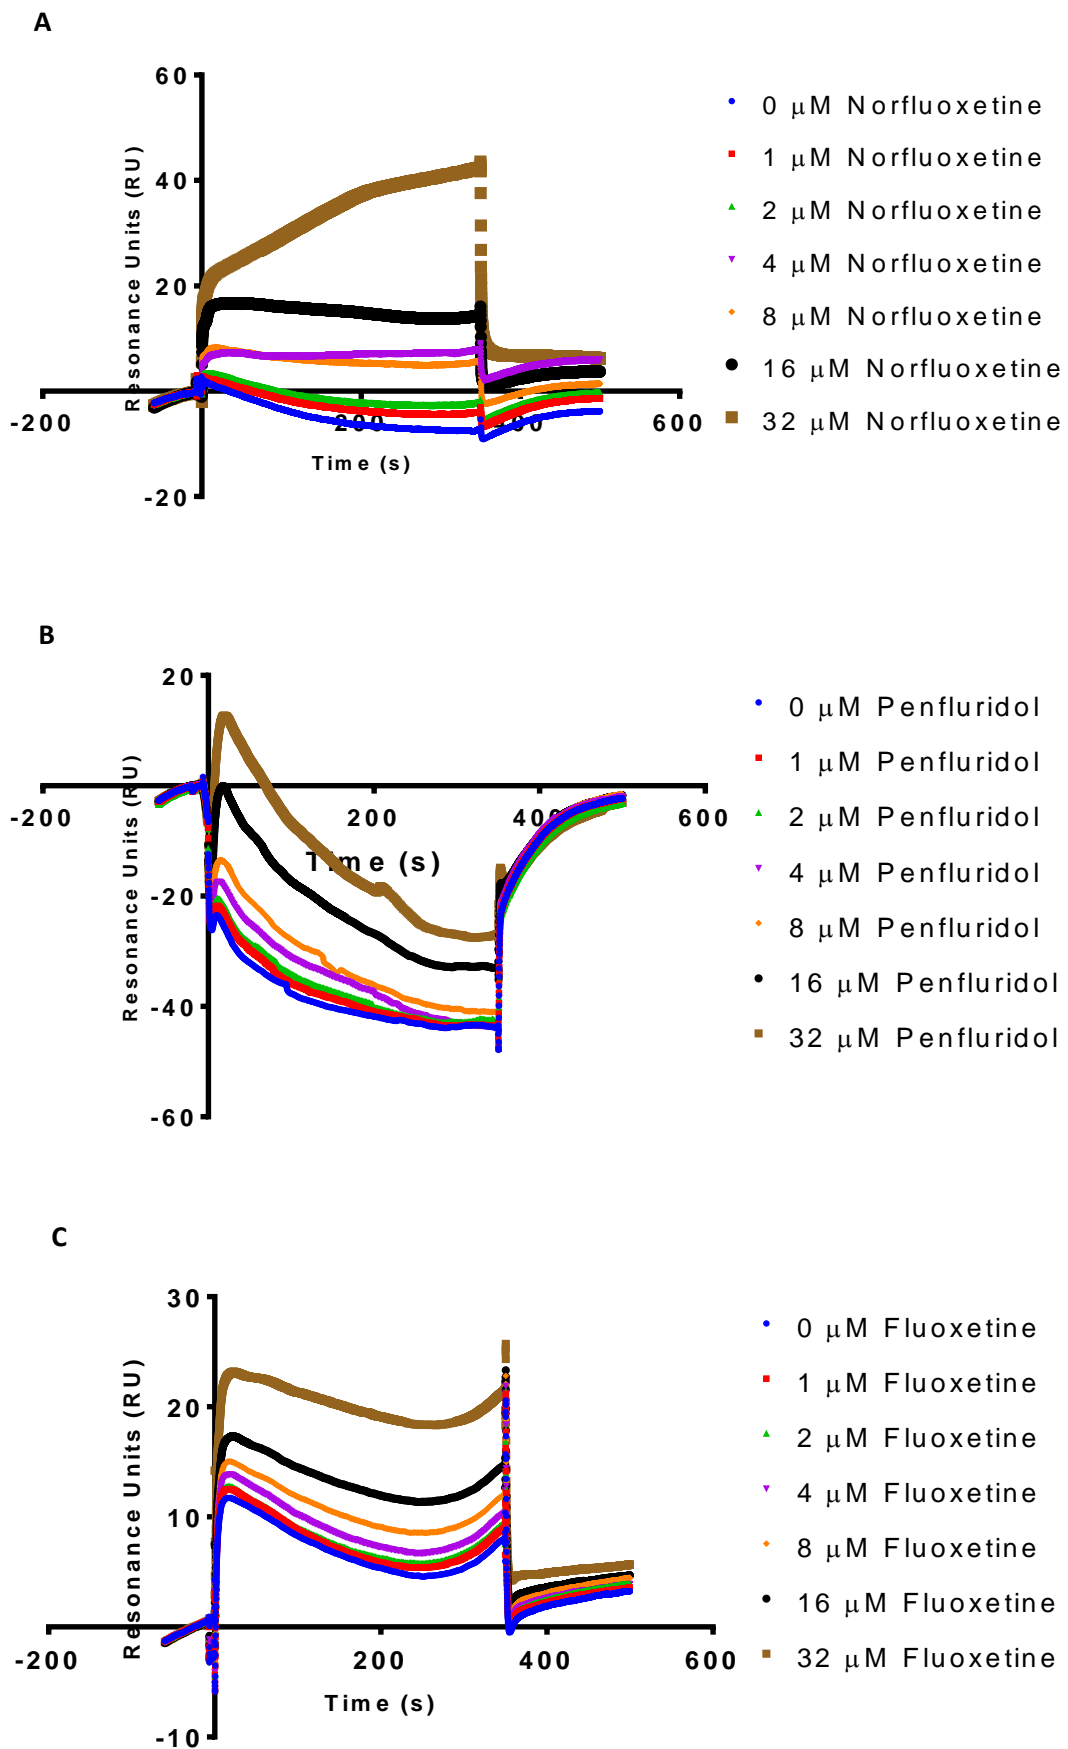 A
60
40
20
-20
-200
200
400
600
Resonance Units (RU)
Time (s)
0 μM Norfluoxetine
1 μM Norfluoxetine
2 μM Norfluoxetine
4 μM Norfluoxetine
8 μM Norfluoxetine
16 μM Norfluoxetine
32 μM Norfluoxetine
B
20
-20
-40
-60
-200
200
400
600
Resonance Units (RU)
Time (s)
0 μM Penfluridol
1 μM Penfluridol
2 μM Penfluridol
4 μM Penfluridol
8 μM Penfluridol
16 μM Penfluridol
32 μM Penfluridol
C
30
20
10
-10
-200
200
400
600
Resonance Units (RU)
Time (s)
0 μM Fluoxetine
1 μM Fluoxetine
2 μM Fluoxetine
4 μM Fluoxetine
8 μM Fluoxetine
16 μM Fluoxetine
32 μM Fluoxetine